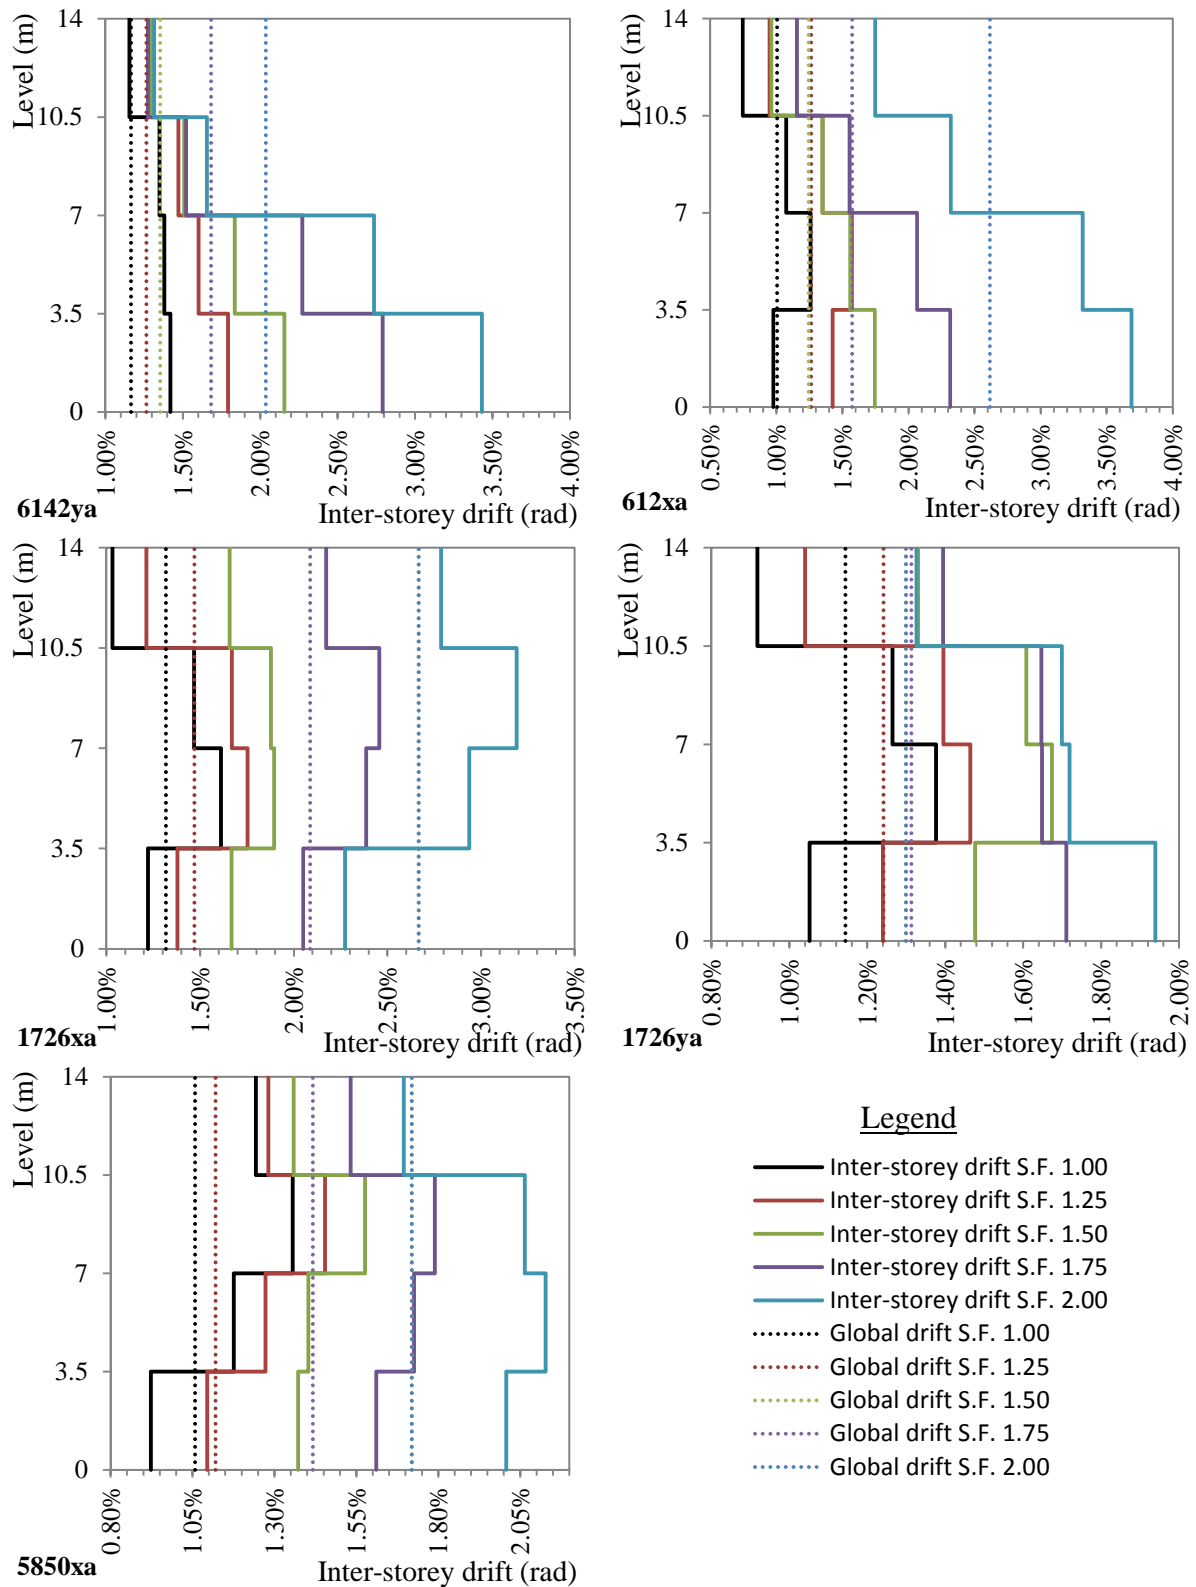 Level (m)
14
10.5
7
3.5
0
1.00%
1.50%
2.00%
2.50%
3.00%
3.50%
4.00%
6142ya
Inter-storey drift (rad)
Level (m)
14
10.5
7
3.5
0
0.50%
1.00%
1.50%
2.00%
2.50%
3.00%
3.50%
4.00%
612xa
Inter-storey drift (rad)
Level (m)
14
10.5
7
3.5
0
1.00%
1.50%
2.00%
2.50%
3.00%
3.50%
1726xa
Inter-storey drift (rad)
Level (m)
14
10.5
7
3.5
0
0.80%
1.00%
1.20%
1.40%
1.60%
1.80%
2.00%
1726ya
Inter-storey drift (rad)
Level (m)
14
10.5
7
3.5
0
0.80%
1.05%
1.30%
1.55%
1.80%
2.05%
5850xa
Inter-storey drift (rad)
Legend
Inter-storey drift S.F. 1.00
Inter-storey drift S.F. 1.25
Inter-storey drift S.F. 1.50
Inter-storey drift S.F. 1.75
Inter-storey drift S.F. 2.00
Global drift S.F. 1.00
Global drift S.F. 1.25
Global drift S.F. 1.50
Global drift S.F. 1.75
Global drift S.F. 2.00